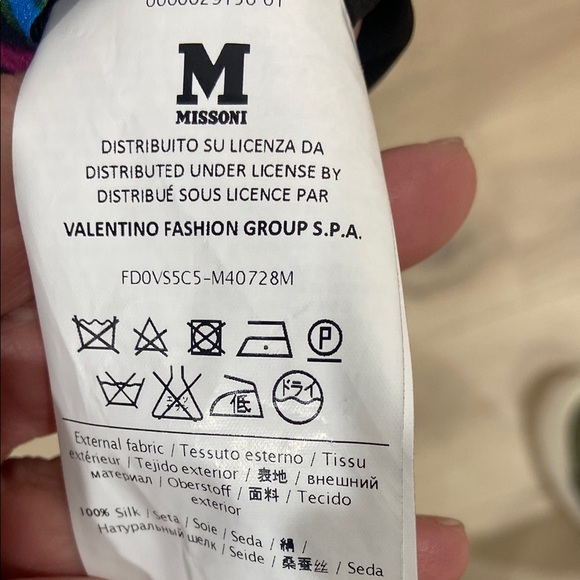 M
MISSONI
DISTRIBUITO SU LICENZA DA
DISTRIBUTED UNDER LICENSE BY
DISTRIBUÉ SOUS LICENCE PAR
VALENTINO FASHION GROUP S.P.A.
FD0VS5C5-M40728M
P
低 ドライ
External fabric / Tessuto esterno / Tissu
extérieur / Tejido exterior / 表地 / внешний
материал / Oberstoff / 面料 / Tecido
exterior
100% Silk / Seta / Soie / Seda / 絹 /
Натуральный шелк / Seide / 桑蚕丝 / Seda